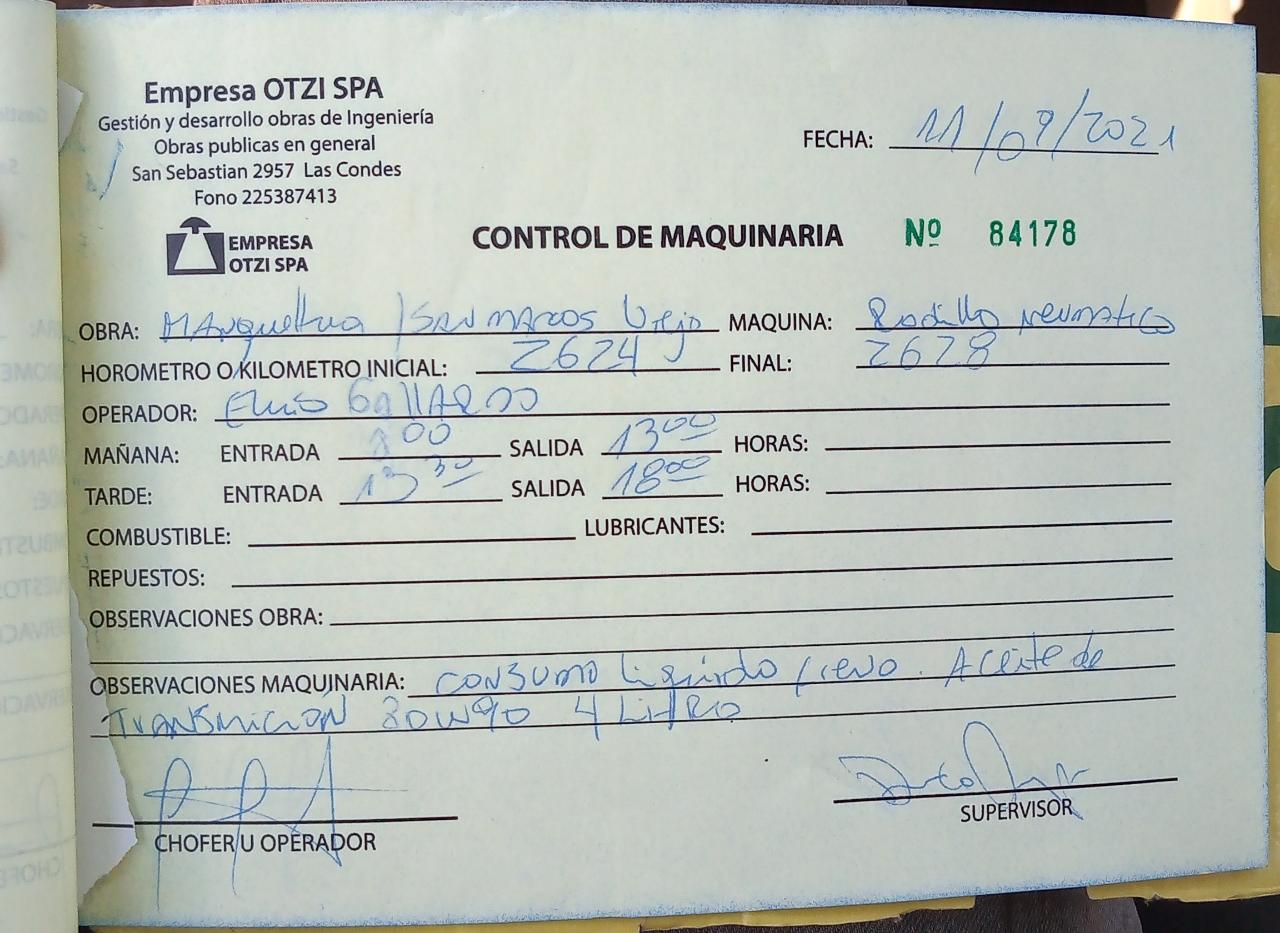 Empresa OTZI SPA
Gestión y desarrollo obras de Ingeniería
Obras publicas en general
San Sebastian 2957 Las Condes
Fono 225387413
EMPRESA
OTZI SPA
FECHA: 11/09/2021
CONTROL DE MAQUINARIA Nº 84178
OBRA: / SAN MARCOS Viejo MAQUINA: Rodillo Neumatico
HOROMETRO O KILOMETRO INICIAL: 2624 FINAL: 2628
OPERADOR: GALLARDO
MAÑANA: ENTRADA 8 00 SALIDA 13 00 HORAS:
TARDE: ENTRADA 13 30 SALIDA 18 00 HORAS:
COMBUSTIBLE: LUBRICANTES:
REPUESTOS:
OBSERVACIONES OBRA:
OBSERVACIONES MAQUINARIA: CONSUMO Liquido freno. Aceite de
TRANSMICIÓN 80W90 4 LITRO
CHOFER U OPERADOR
SUPERVISOR